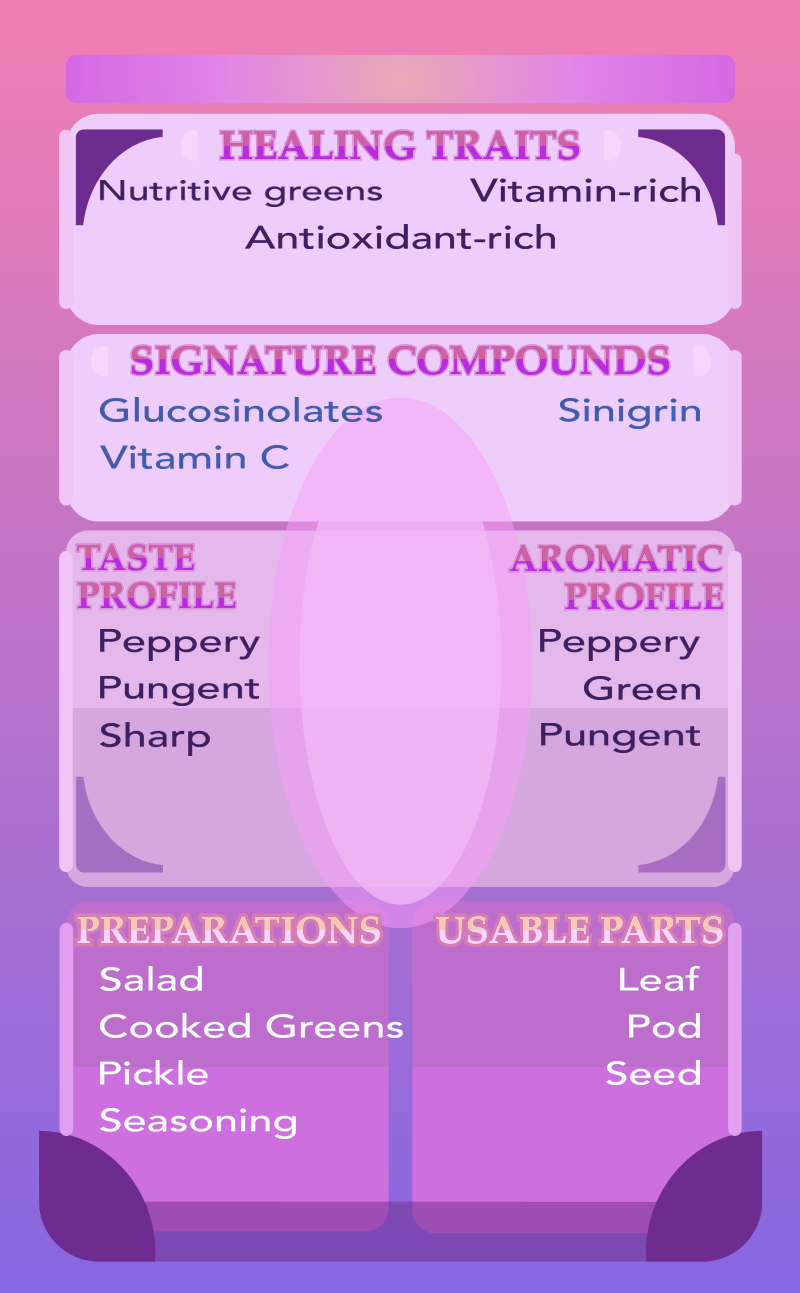 HEALING TRAITS
Nutritive greens
Vitamin-rich
Antioxidant-rich
SIGNATURE COMPOUNDS
Glucosinolates
Sinigrin
Vitamin C
TASTE
PROFILE
Peppery
Pungent
Sharp
AROMATIC
PROFILE
Peppery
Green
Pungent
PREPARATIONS
Salad
Cooked Greens
Pickle
Seasoning
USABLE PARTS
Leaf
Pod
Seed